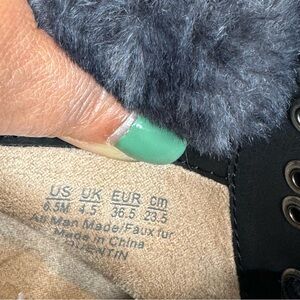 US UK EUR cm
6.5M 4.5 36.5 23.5
All Man Made/Faux fur
Made in China
QUENTIN